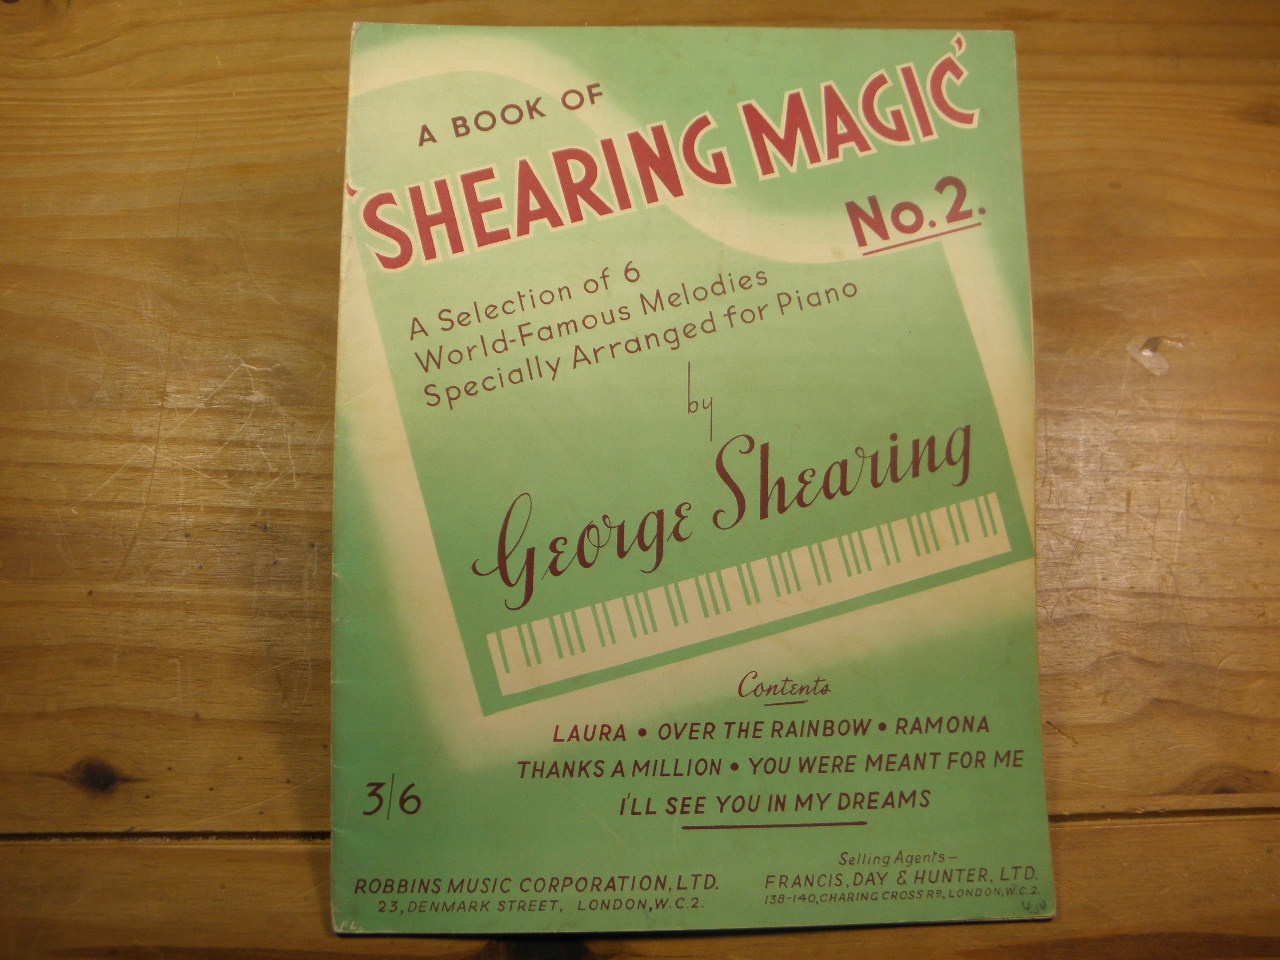 A BOOK OF
'SHEARING MAGIC'
No. 2.
A Selection of 6
World-Famous Melodies
Specially Arranged for Piano
by
George Shearing
Contents
LAURA • OVER THE RAINBOW • RAMONA
THANKS A MILLION • YOU WERE MEANT FOR ME
I'LL SEE YOU IN MY DREAMS
3/6
ROBBINS MUSIC CORPORATION, LTD.
23, DENMARK STREET, LONDON, W.C.2.
Selling Agents—
FRANCIS, DAY & HUNTER, LTD.
138-140, CHARING CROSS RD, LONDON, W.C.2.